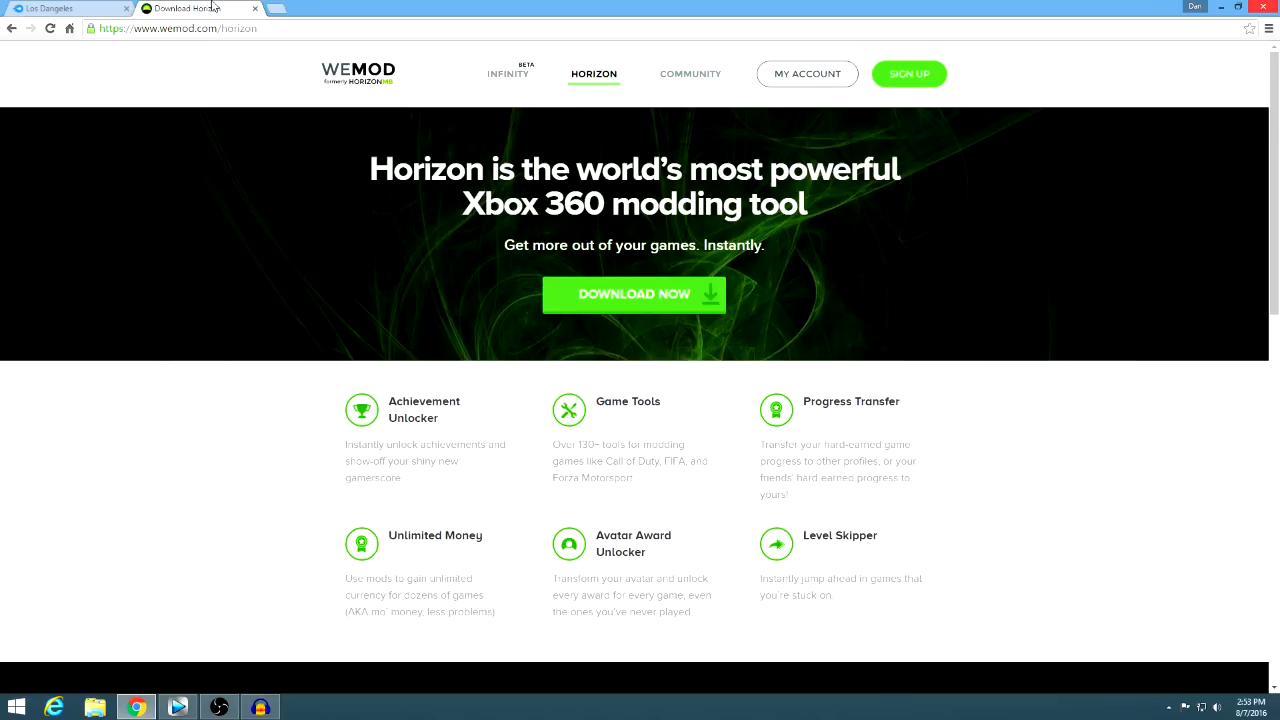 Los Dangeles
Download Horizon
Dan
https://www.wemod.com/horizon
WEMOD
formerly HORIZONMB
INFINITY
BETA
HORIZON
COMMUNITY
MY ACCOUNT
SIGN UP
Horizon is the world's most powerful
Xbox 360 modding tool
Get more out of your games. Instantly.
DOWNLOAD NOW
Achievement
Unlocker
Instantly unlock achievements and
show-off your shiny new
gamerscore.
Game Tools
Over 130+ tools for modding
games like Call of Duty, FIFA, and
Forza Motorsport
Progress Transfer
Transfer your hard-earned game
progress to other profiles, or your
friends' hard earned progress to
yours!
Unlimited Money
Use mods to gain unlimited
currency for dozens of games
(AKA mo' money, less problems)
Avatar Award
Unlocker
Transform your avatar and unlock
every award for every game, even
the ones you've never played.
Level Skipper
Instantly jump ahead in games that
you're stuck on.
2:53 PM
8/7/2016